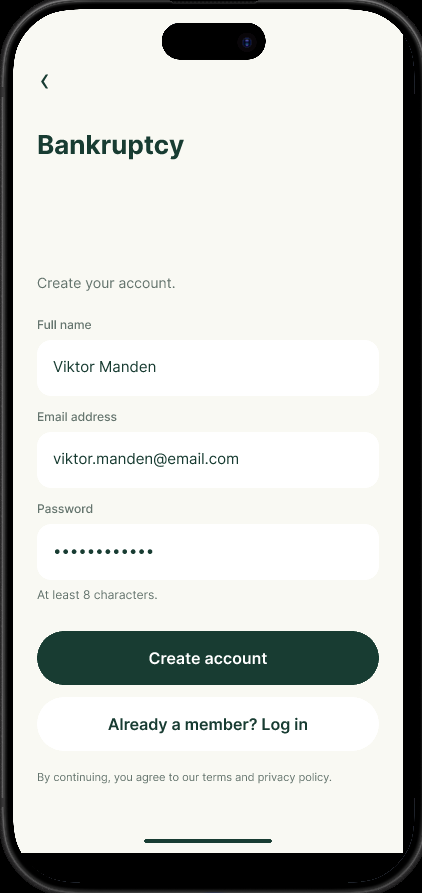 Bankruptcy
Create your account.
Full name
Viktor Manden
Email address
viktor.manden@email.com
Password
••••••••••••
At least 8 characters.
Create account
Already a member? Log in
By continuing, you agree to our terms and privacy policy.